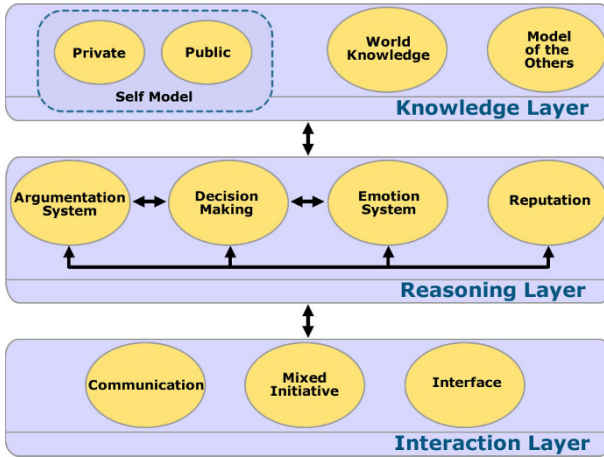 Private
Public
Self Model
World
Knowledge
Model
of the
Others
Knowledge Layer
Argumentation
System
Decision
Making
Emotion
System
Reputation
Reasoning Layer
Communication
Mixed
Initiative
Interface
Interaction Layer